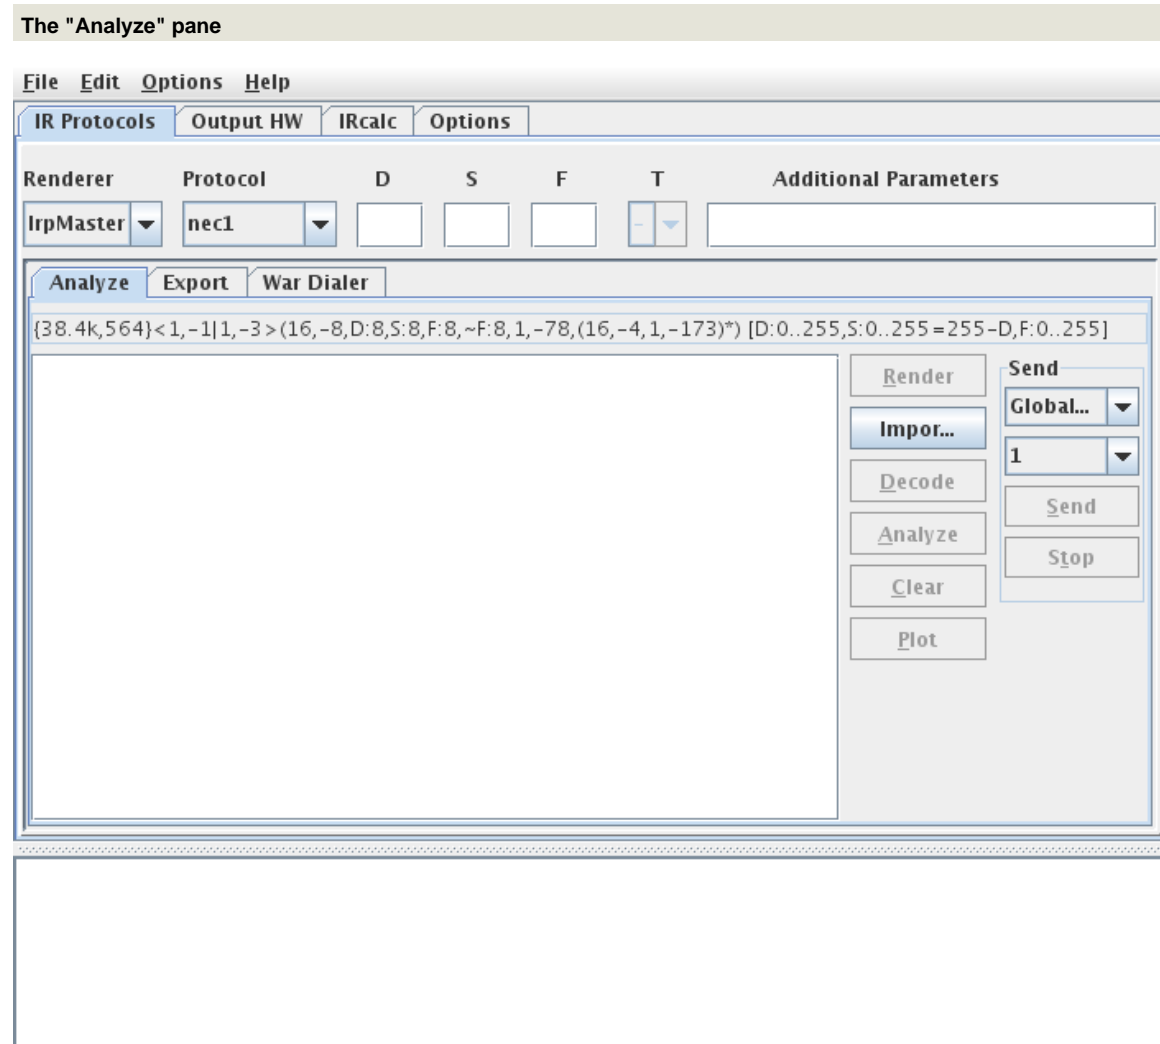 The "Analyze" pane
File Edit Options Help
IR Protocols Output HW IRcalc Options
Renderer Protocol D S F T Additional Parameters
IrpMaster nec1 -
Analyze Export War Dialer
{38.4k,564}<1,-1|1,-3>(16,-8,D:8,S:8,F:8,~F:8,1,-78,(16,-4,1,-173)*) [D:0..255,S:0..255=255-D,F:0..255]
Render
Impor...
Decode
Analyze
Clear
Plot
Send
Global...
1
Send
Stop